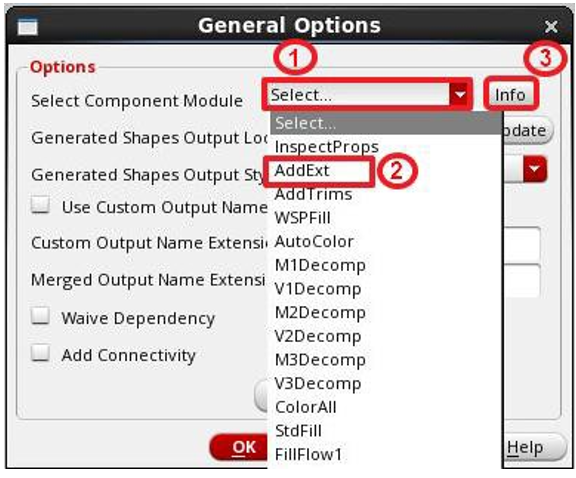 General Options
Options
1
3
Select Component Module Select... Info
Select...
Generated Shapes Output Loc pdate
InspectProps
AddExt 2
Generated Shapes Output Sty
AddTrims
Use Custom Output Name
WSPFill
Custom Output Name Extensi
AutoColor
M1Decomp
Merged Output Name Extensi
V1Decomp
Waive Dependency
M2Decomp
V2Decomp
Add Connectivity
M3Decomp
V3Decomp
ColorAll
StdFill
OK Help
FillFlow1